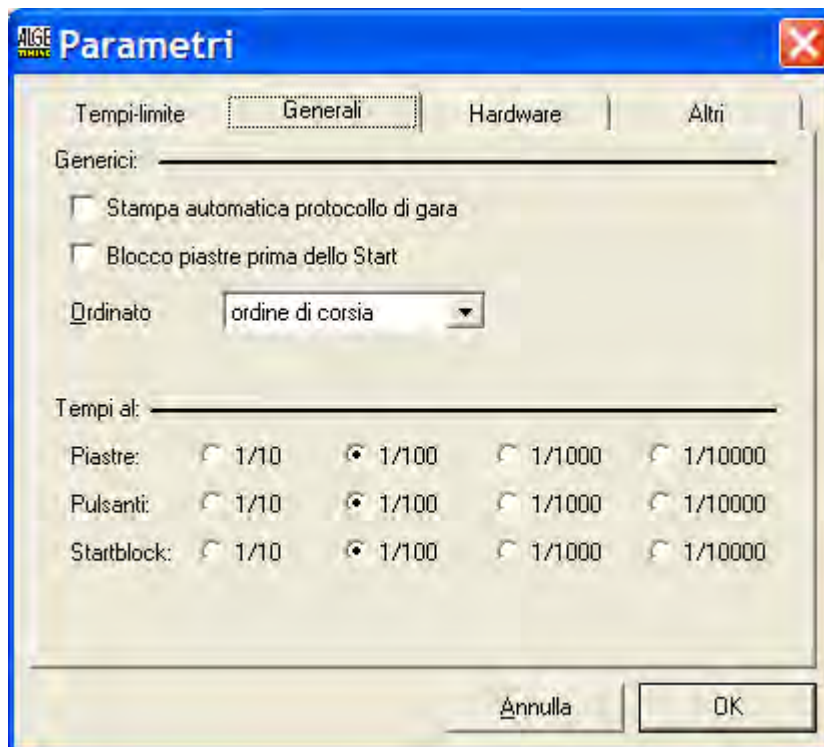 ALGE TIMING Parametri
Tempi-limite Generali Hardware Altri
Generici:
Stampa automatica protocollo di gara
Blocco piastre prima dello Start
Ordinato ordine di corsia
Tempi al:
Piastre: 1/10 1/100 1/1000 1/10000
Pulsanti: 1/10 1/100 1/1000 1/10000
Startblock: 1/10 1/100 1/1000 1/10000
Annulla OK